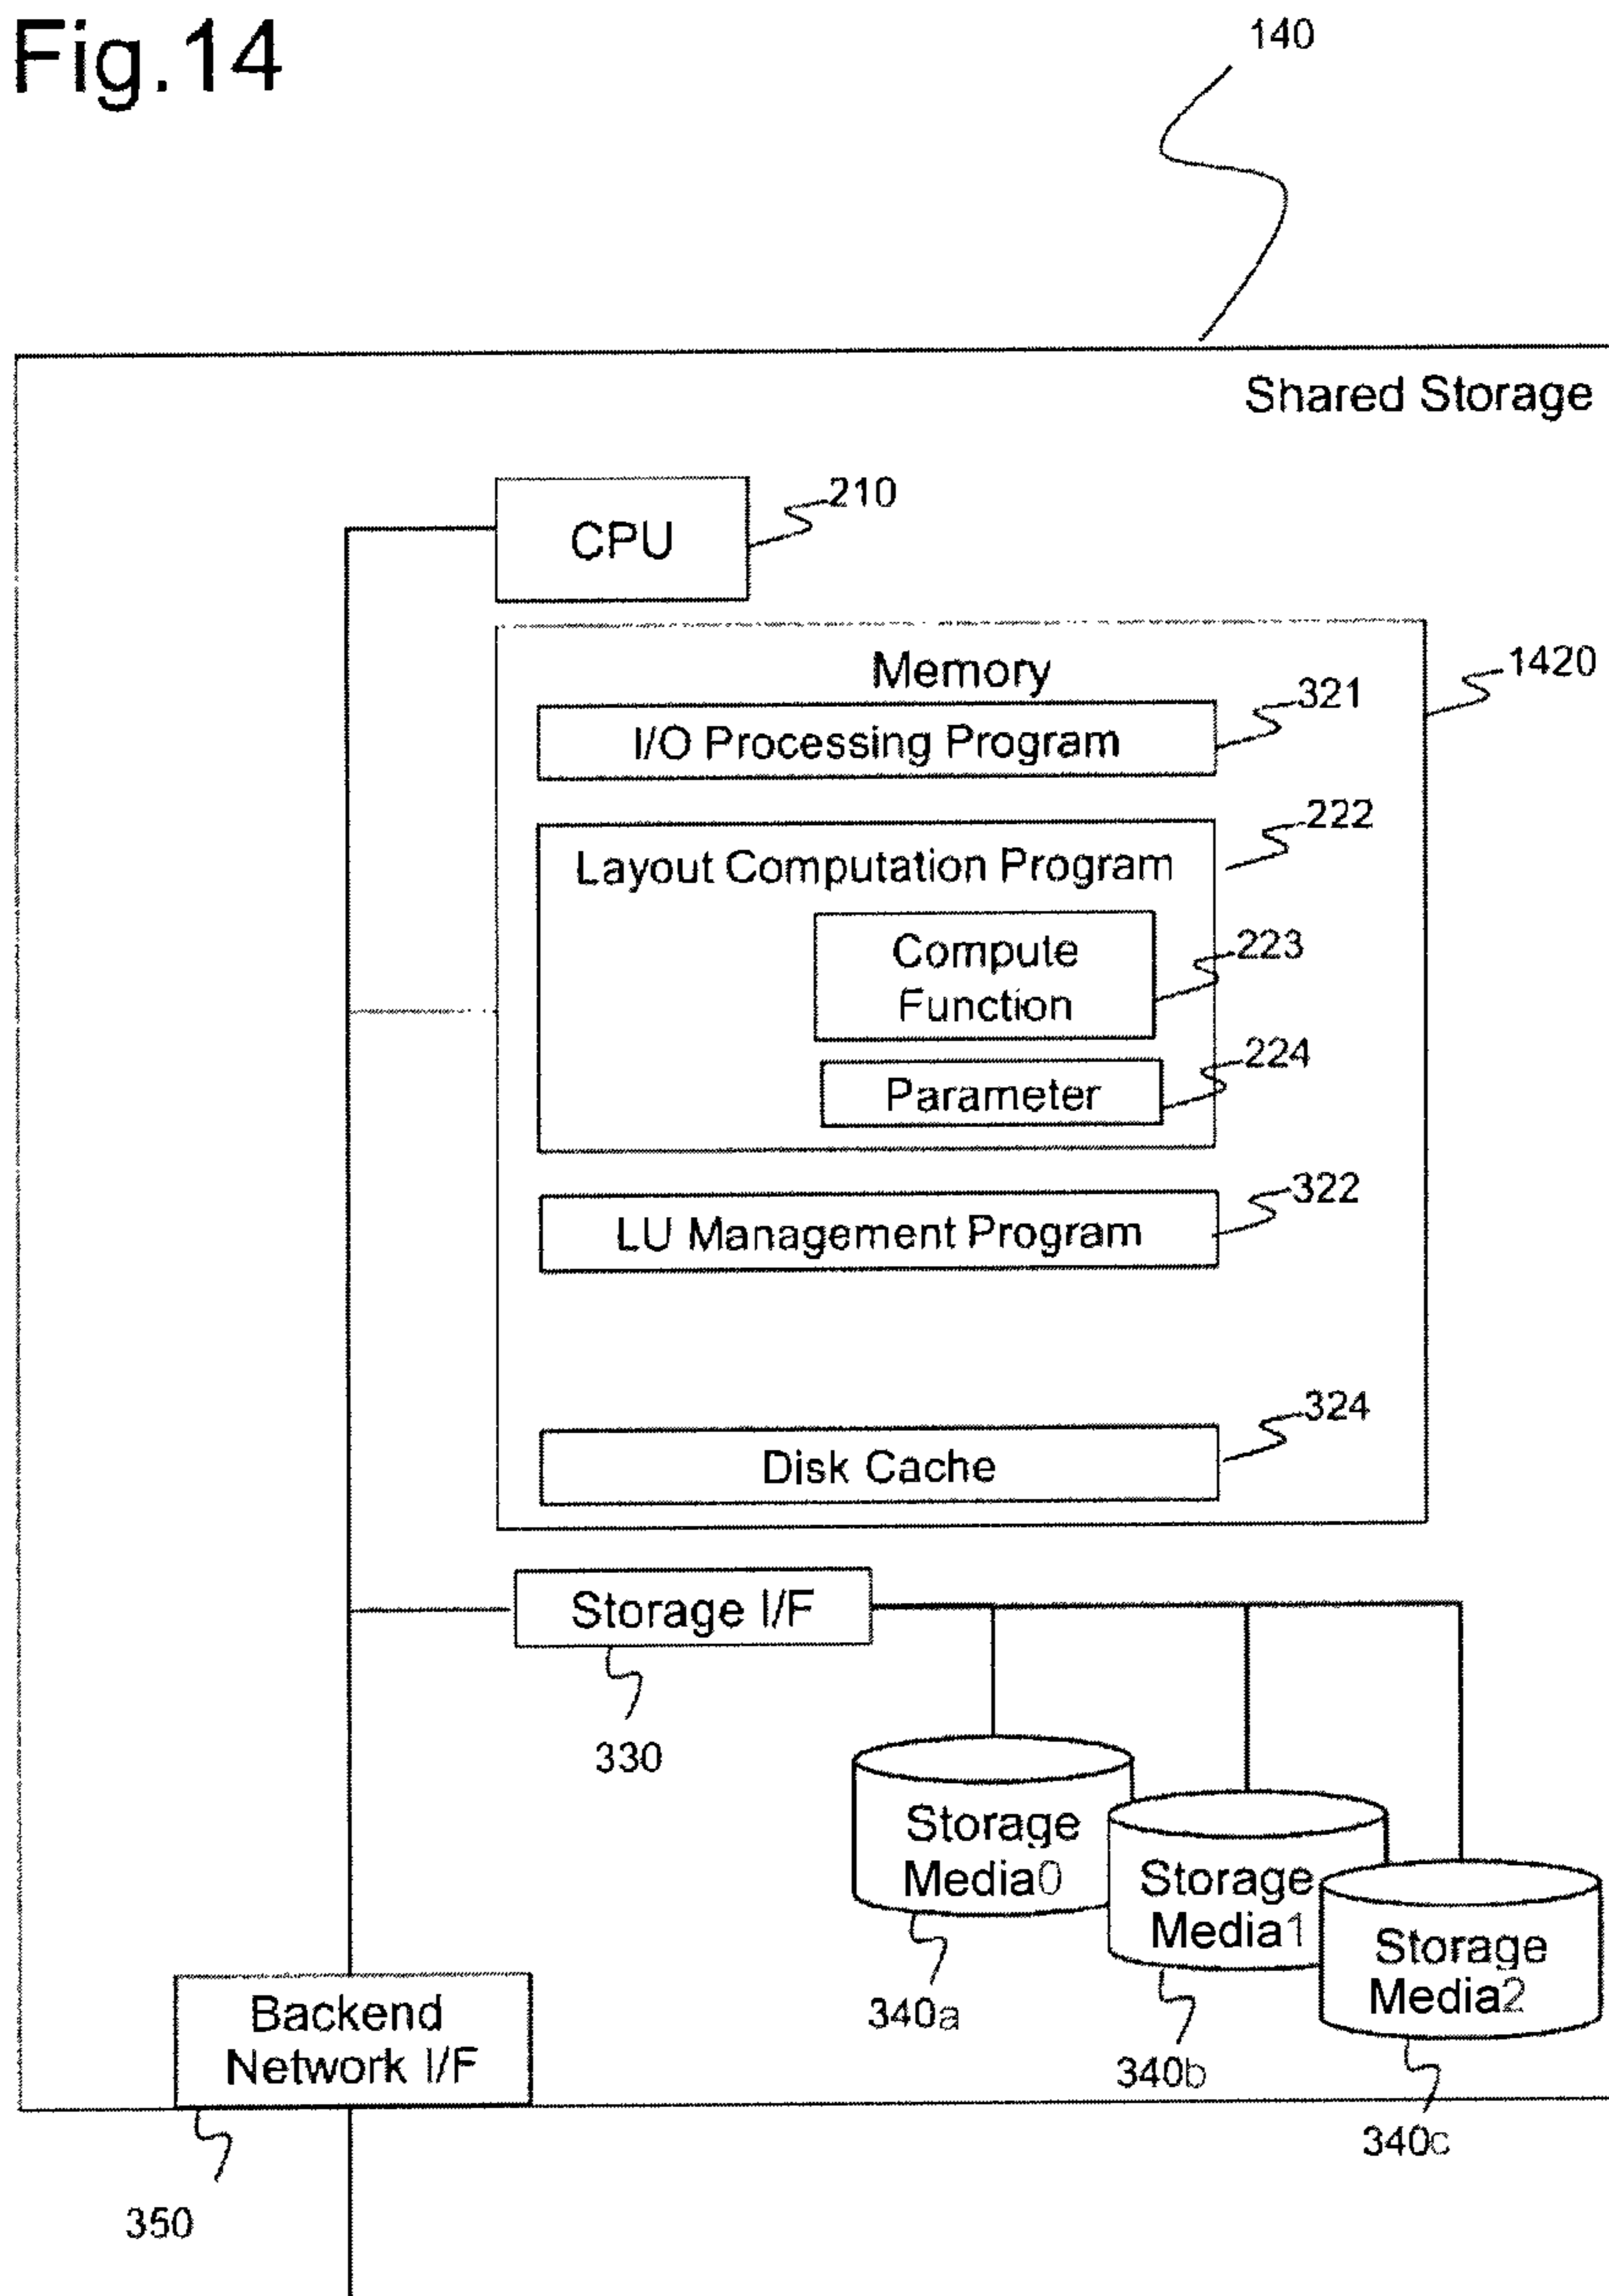 Fig.14
140
Shared Storage
CPU
210
Memory
1420
I/O Processing Program
321
Layout Computation Program
222
Compute
Function
223
Parameter
224
LU Management Program
322
Disk Cache
324
Storage I/F
330
Storage
Media0
340a
Storage
Media1
340b
Storage
Media2
340c
Backend
Network I/F
350